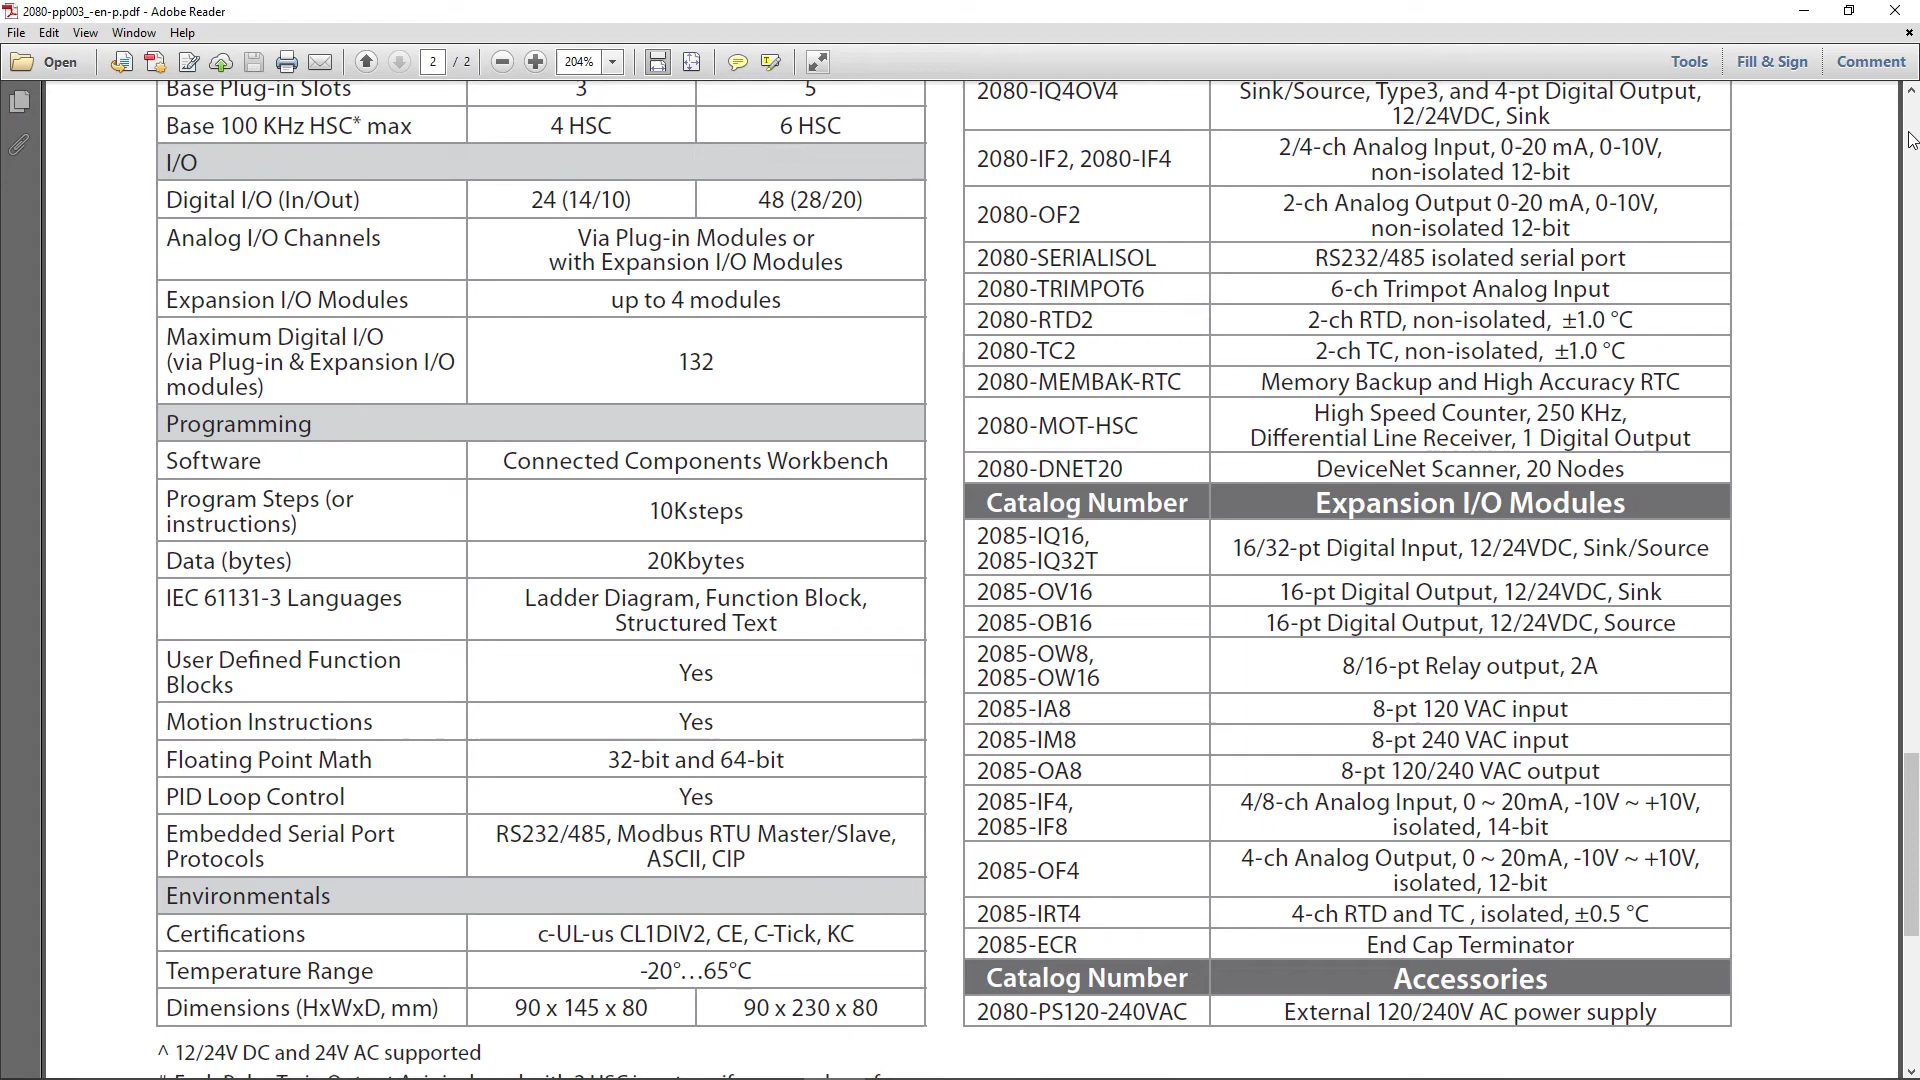 2080-pp003_-en-p.pdf - Adobe Reader
File Edit View Window Help
Open 2 / 2 204% Tools Fill & Sign Comment
Base Plug-in Slots 3 5
Base 100 KHz HSC* max 4 HSC 6 HSC
I/O
Digital I/O (In/Out) 24 (14/10) 48 (28/20)
Analog I/O Channels Via Plug-in Modules or
with Expansion I/O Modules
Expansion I/O Modules up to 4 modules
Maximum Digital I/O
(via Plug-in & Expansion I/O 132
modules)
Programming
Software Connected Components Workbench
Program Steps (or
instructions) 10Ksteps
Data (bytes) 20Kbytes
IEC 61131-3 Languages Ladder Diagram, Function Block,
Structured Text
User Defined Function
Blocks Yes
Motion Instructions Yes
Floating Point Math 32-bit and 64-bit
PID Loop Control Yes
Embedded Serial Port RS232/485, Modbus RTU Master/Slave,
Protocols ASCII, CIP
Environmentals
Certifications c-UL-us CL1DIV2, CE, C-Tick, KC
Temperature Range -20°…65°C
Dimensions (HxWxD, mm) 90 x 145 x 80 90 x 230 x 80
^ 12/24V DC and 24V AC supported
2080-IQ4OV4 Sink/Source, Type3, and 4-pt Digital Output,
12/24VDC, Sink
2080-IF2, 2080-IF4 2/4-ch Analog Input, 0-20 mA, 0-10V,
non-isolated 12-bit
2080-OF2 2-ch Analog Output 0-20 mA, 0-10V,
non-isolated 12-bit
2080-SERIALISOL RS232/485 isolated serial port
2080-TRIMPOT6 6-ch Trimpot Analog Input
2080-RTD2 2-ch RTD, non-isolated, ±1.0 °C
2080-TC2 2-ch TC, non-isolated, ±1.0 °C
2080-MEMBAK-RTC Memory Backup and High Accuracy RTC
2080-MOT-HSC High Speed Counter, 250 KHz,
Differential Line Receiver, 1 Digital Output
2080-DNET20 DeviceNet Scanner, 20 Nodes
Catalog Number Expansion I/O Modules
2085-IQ16,
2085-IQ32T 16/32-pt Digital Input, 12/24VDC, Sink/Source
2085-OV16 16-pt Digital Output, 12/24VDC, Sink
2085-OB16 16-pt Digital Output, 12/24VDC, Source
2085-OW8,
2085-OW16 8/16-pt Relay output, 2A
2085-IA8 8-pt 120 VAC input
2085-IM8 8-pt 240 VAC input
2085-OA8 8-pt 120/240 VAC output
2085-IF4, 4/8-ch Analog Input, 0 ~ 20mA, -10V ~ +10V,
2085-IF8 isolated, 14-bit
2085-OF4 4-ch Analog Output, 0 ~ 20mA, -10V ~ +10V,
isolated, 12-bit
2085-IRT4 4-ch RTD and TC , isolated, ±0.5 °C
2085-ECR End Cap Terminator
Catalog Number Accessories
2080-PS120-240VAC External 120/240V AC power supply